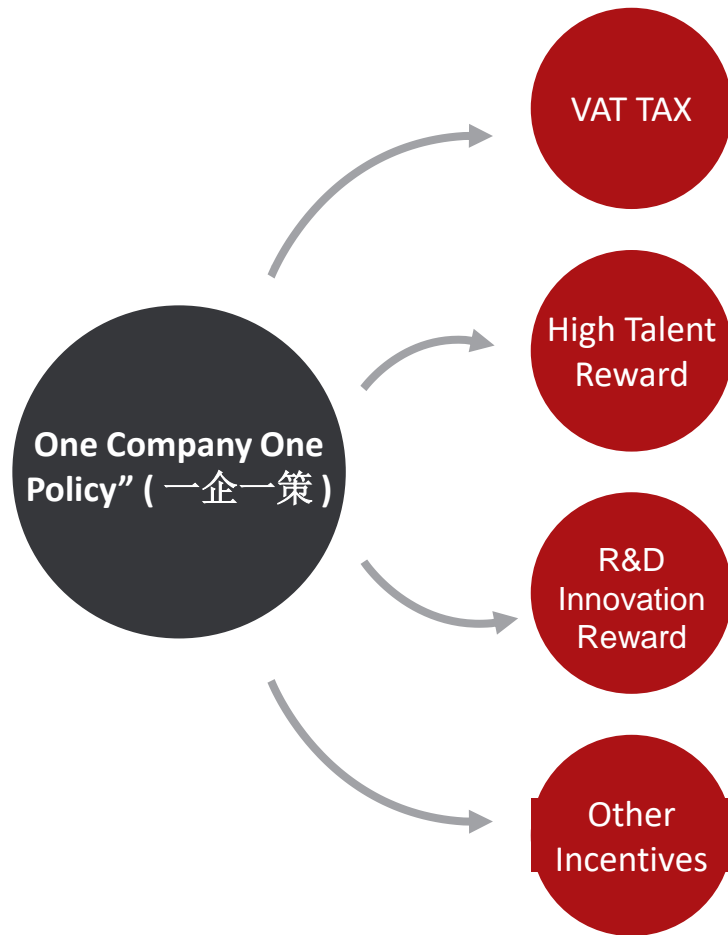 VAT TAX
High Talent
Reward
One Company One
Policy” ( 一企一策 )
R&D
Innovation
Reward
Other
Incentives